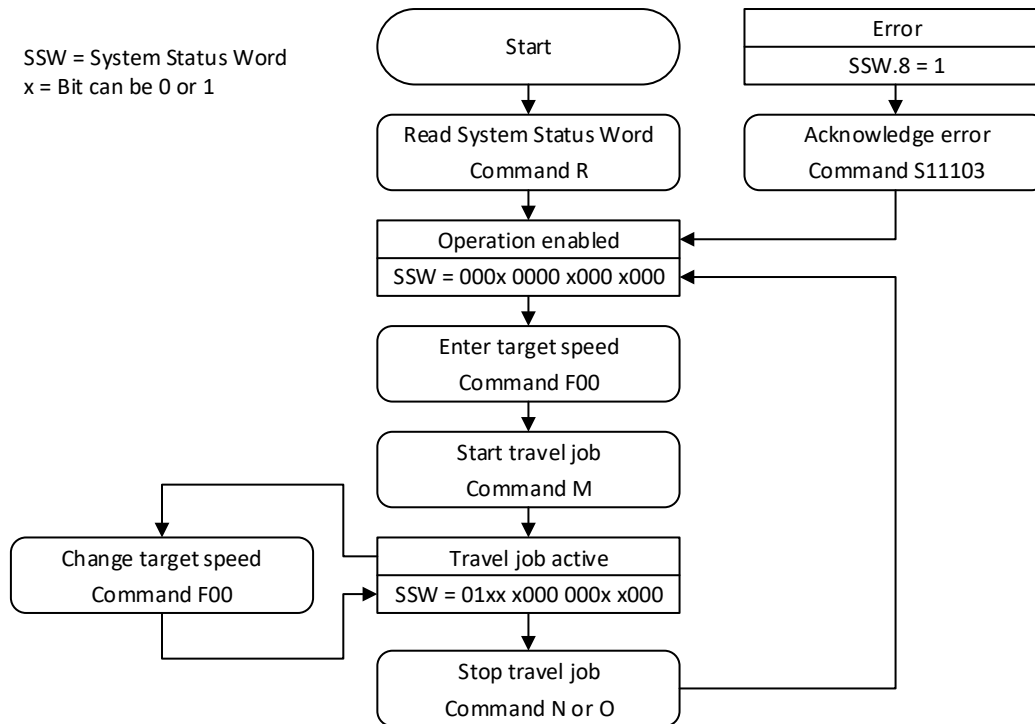 SSW = System Status Word
x = Bit can be 0 or 1
Start
Error
SSW.8 = 1
Read System Status Word
Command R
Acknowledge error
Command S11103
Operation enabled
SSW = 000x 0000 x000 x000
Enter target speed
Command F00
Start travel job
Command M
Change target speed
Command F00
Travel job active
SSW = 01xx x000 000x x000
Stop travel job
Command N or O